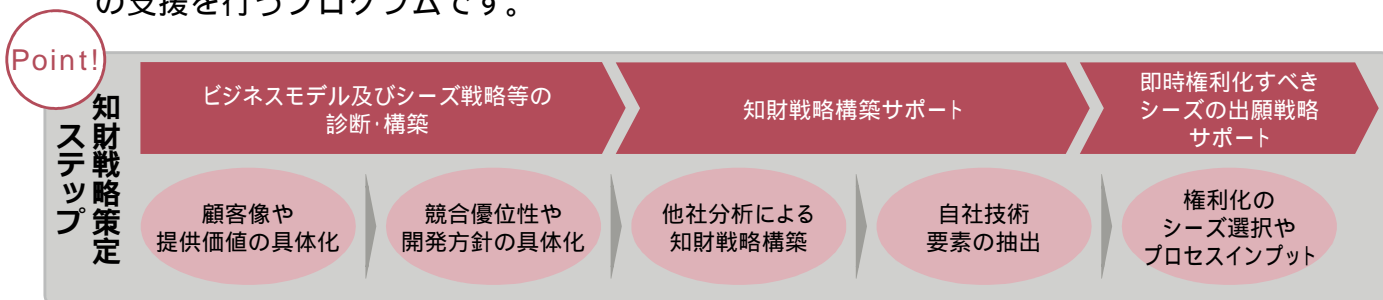 の支援を行うプログラムです。
Point!
知財戦略策定
ステップ
ビジネスモデル及びシーズ戦略等の
診断・構築
知財戦略構築サポート
即時権利化すべき
シーズの出願戦略
サポート
顧客像や
提供価値の具体化
競合優位性や
開発方針の具体化
他社分析による
知財戦略構築
自社技術
要素の抽出
権利化の
シーズ選択や
プロセスインプット